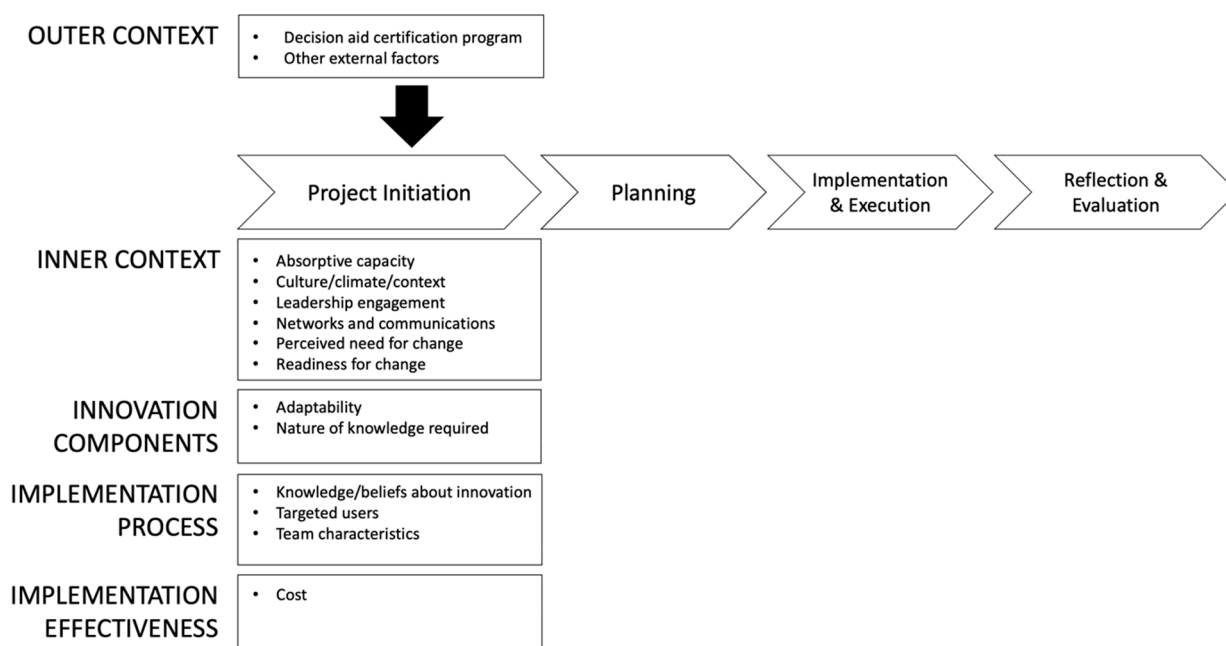 OUTER CONTEXT
• Decision aid certification program
• Other external factors
Project Initiation
Planning
Implementation
& Execution
Reflection &
Evaluation
INNER CONTEXT
• Absorptive capacity
• Culture/climate/context
• Leadership engagement
• Networks and communications
• Perceived need for change
• Readiness for change
INNOVATION
COMPONENTS
• Adaptability
• Nature of knowledge required
IMPLEMENTATION
PROCESS
• Knowledge/beliefs about innovation
• Targeted users
• Team characteristics
IMPLEMENTATION
EFFECTIVENESS
• Cost